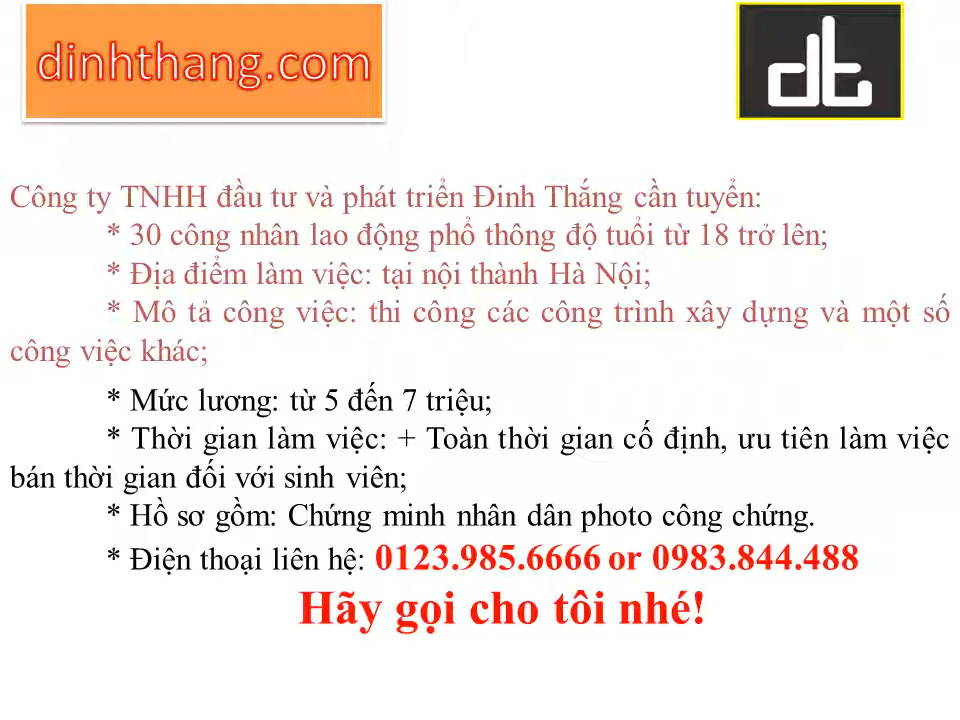 dinhthang.com
dt
Công ty TNHH đầu tư và phát triển Đinh Thắng cần tuyển:
* 30 công nhân lao động phổ thông độ tuổi từ 18 trở lên;
* Địa điểm làm việc: tại nội thành Hà Nội;
* Mô tả công việc: thi công các công trình xây dựng và một số
công việc khác;
* Mức lương: từ 5 đến 7 triệu;
* Thời gian làm việc: + Toàn thời gian cố định, ưu tiên làm việc
bán thời gian đối với sinh viên;
* Hồ sơ gồm: Chứng minh nhân dân photo công chứng.
* Điện thoại liên hệ: 0123.985.6666 or 0983.844.488
Hãy gọi cho tôi nhé!